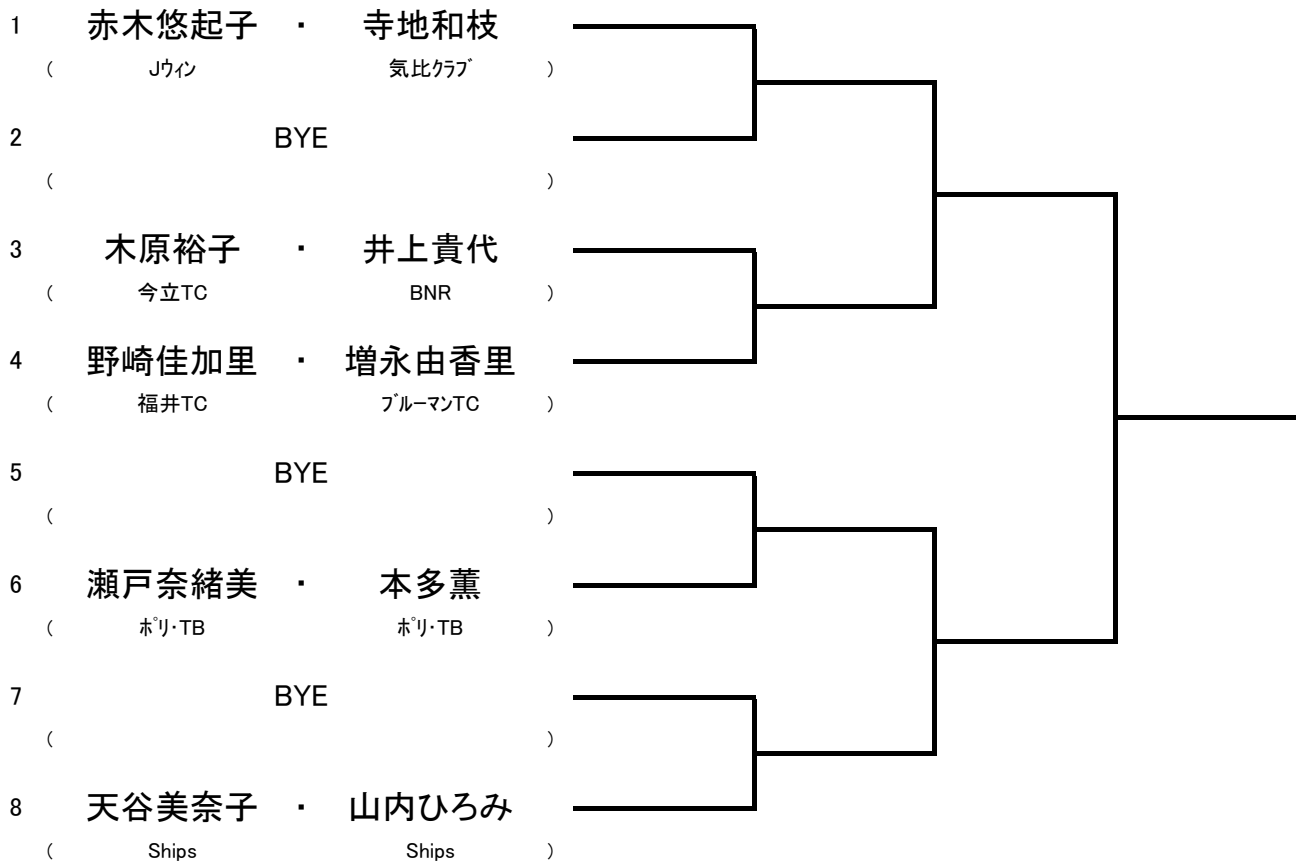 1 赤木悠起子 ・ 寺地和枝
( Jウィン 気比クラブ )
2 BYE
( )
3 木原裕子 ・ 井上貴代
( 今立TC BNR )
4 野崎佳加里 ・ 増永由香里
( 福井TC ブルーマンTC )
5 BYE
( )
6 瀬戸奈緒美 ・ 本多薫
( ポリ・TB ポリ・TB )
7 BYE
( )
8 天谷美奈子 ・ 山内ひろみ
( Ships Ships )